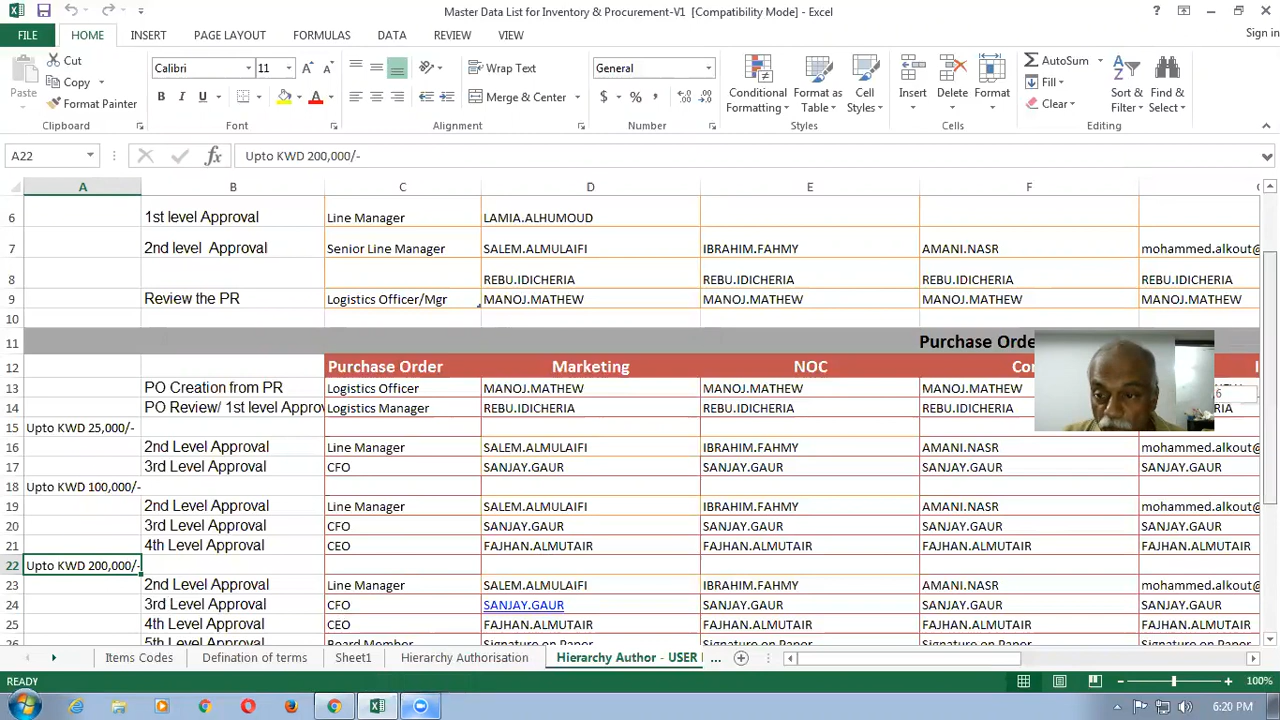 Master Data List for Inventory & Procurement-V1 [Compatibility Mode] - Excel
?
FILE HOME INSERT PAGE LAYOUT FORMULAS DATA REVIEW VIEW Sign in
Paste
Cut
Copy
Format Painter
Calibri 11
B I U
Wrap Text
Merge & Center
General
$ % ,
Conditional Formatting
Format as Table
Cell Styles
Insert
Delete
Format
AutoSum
Fill
Clear
Sort & Filter
Find & Select
Clipboard Font Alignment Number Styles Cells Editing
A22 fx Upto KWD 200,000/-
A B C D E F
6 1st level Approval Line Manager LAMIA.ALHUMOUD
7 2nd level Approval Senior Line Manager SALEM.ALMULAIFI IBRAHIM.FAHMY AMANI.NASR mohammed.alkout@
8 REBU.IDICHERIA REBU.IDICHERIA REBU.IDICHERIA REBU.IDICHERIA
9 Review the PR Logistics Officer/Mgr MANOJ.MATHEW MANOJ.MATHEW MANOJ.MATHEW MANOJ.MATHEW
10
11 Purchase Orde
12 Purchase Order Marketing NOC Co
13 PO Creation from PR Logistics Officer MANOJ.MATHEW MANOJ.MATHEW MANOJ.MATHEW
14 PO Review/ 1st level Appro Logistics Manager REBU.IDICHERIA REBU.IDICHERIA REBU.IDICHERIA
15 Upto KWD 25,000/-
16 2nd Level Approval Line Manager SALEM.ALMULAIFI IBRAHIM.FAHMY AMANI.NASR mohammed.alkout@
17 3rd Level Approval CFO SANJAY.GAUR SANJAY.GAUR SANJAY.GAUR SANJAY.GAUR
18 Upto KWD 100,000/-
19 2nd Level Approval Line Manager SALEM.ALMULAIFI IBRAHIM.FAHMY AMANI.NASR mohammed.alkout@
20 3rd Level Approval CFO SANJAY.GAUR SANJAY.GAUR SANJAY.GAUR SANJAY.GAUR
21 4th Level Approval CEO FAJHAN.ALMUTAIR FAJHAN.ALMUTAIR FAJHAN.ALMUTAIR FAJHAN.ALMUTAIR
22 Upto KWD 200,000/-
23 2nd Level Approval Line Manager SALEM.ALMULAIFI IBRAHIM.FAHMY AMANI.NASR mohammed.alkout@
24 3rd Level Approval CFO SANJAY.GAUR SANJAY.GAUR SANJAY.GAUR SANJAY.GAUR
25 4th Level Approval CEO FAJHAN.ALMUTAIR FAJHAN.ALMUTAIR FAJHAN.ALMUTAIR FAJHAN.ALMUTAIR
26 5th Level Approval Board Member Signature on Paper Signature on Paper Signature on Paper Signature on Paper
Items Codes Defination of terms Sheet1 Hierarchy Authorisation Hierarchy Author - USER ...
READY 100%
6:20 PM